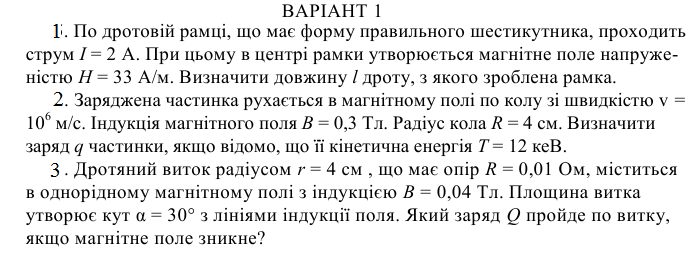 ВАРІАНТ 1
1. По дротовій рамці, що має форму правильного шестикутника, проходить
струм I = 2 А. При цьому в центрі рамки утворюється магнітне поле напруже-
ністю H = 33 А/м. Визначити довжину l дроту, з якого зроблена рамка.
2. Заряджена частинка рухається в магнітному полі по колу зі швидкістю v =
10⁶ м/с. Індукція магнітного поля B = 0,3 Тл. Радіус кола R = 4 см. Визначити
заряд q частинки, якщо відомо, що її кінетична енергія T = 12 кеВ.
3 . Дротяний виток радіусом r = 4 см , що має опір R = 0,01 Ом, міститься
в однорідному магнітному полі з індукцією B = 0,04 Тл. Площина витка
утворює кут α = 30° з лініями індукції поля. Який заряд Q пройде по витку,
якщо магнітне поле зникне?